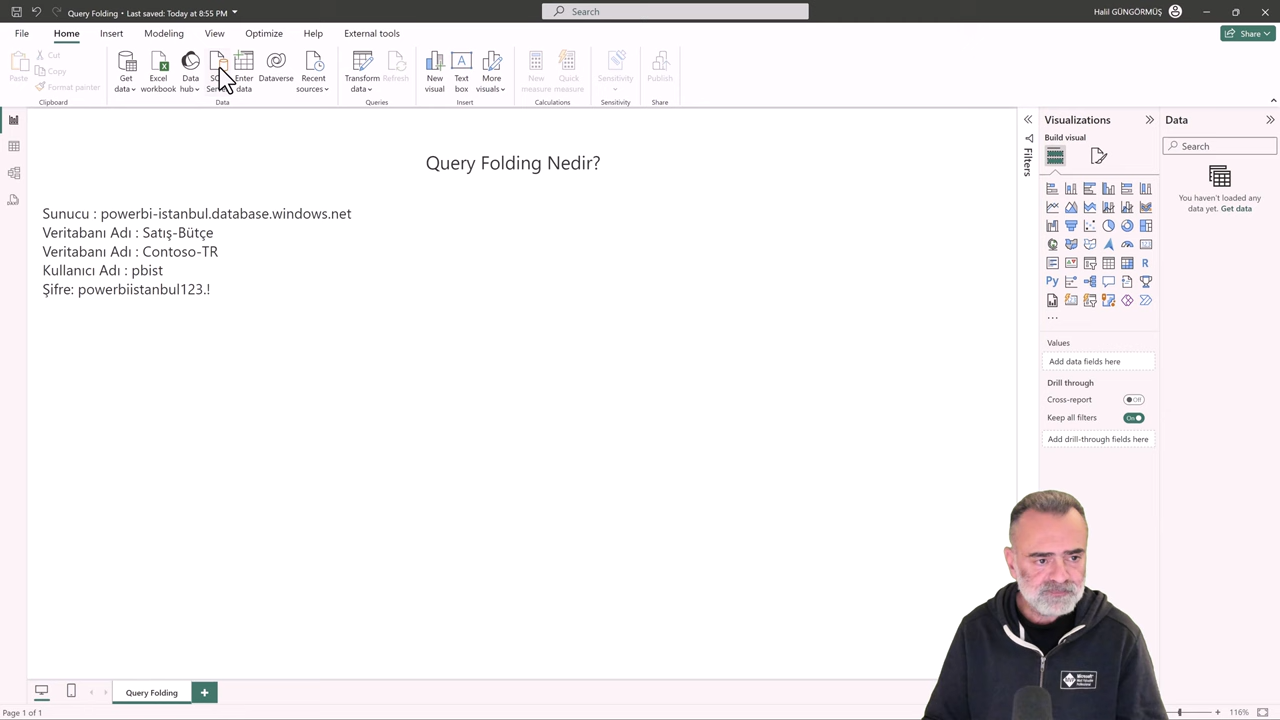 Query Folding • Last saved: Today at 8:55 PM
Search
Halil GÜNGÖRMÜŞ
File Home Insert Modeling View Optimize Help External tools
Share
Paste
Cut
Copy
Format painter
Clipboard
Get data
Excel workbook
Data hub
Enter data
Dataverse
Recent sources
Data
Transform data
Refresh
Queries
New visual
Text box
More visuals
Insert
New measure
Quick measure
Calculations
Sensitivity
Sensitivity
Publish
Share
Query Folding Nedir?
Sunucu : powerbi-istanbul.database.windows.net
Veritabanı Adı : Satış-Bütçe
Veritabanı Adı : Contoso-TR
Kullanıcı Adı : pbist
Şifre: powerbiistanbul123.!
Filters
Visualizations
Build visual
Values
Add data fields here
Drill through
Cross-report
Off
Keep all filters
On
Add drill-through fields here
Data
Search
You haven't loaded
any data yet. Get data
Query Folding
Page 1 of 1
116%